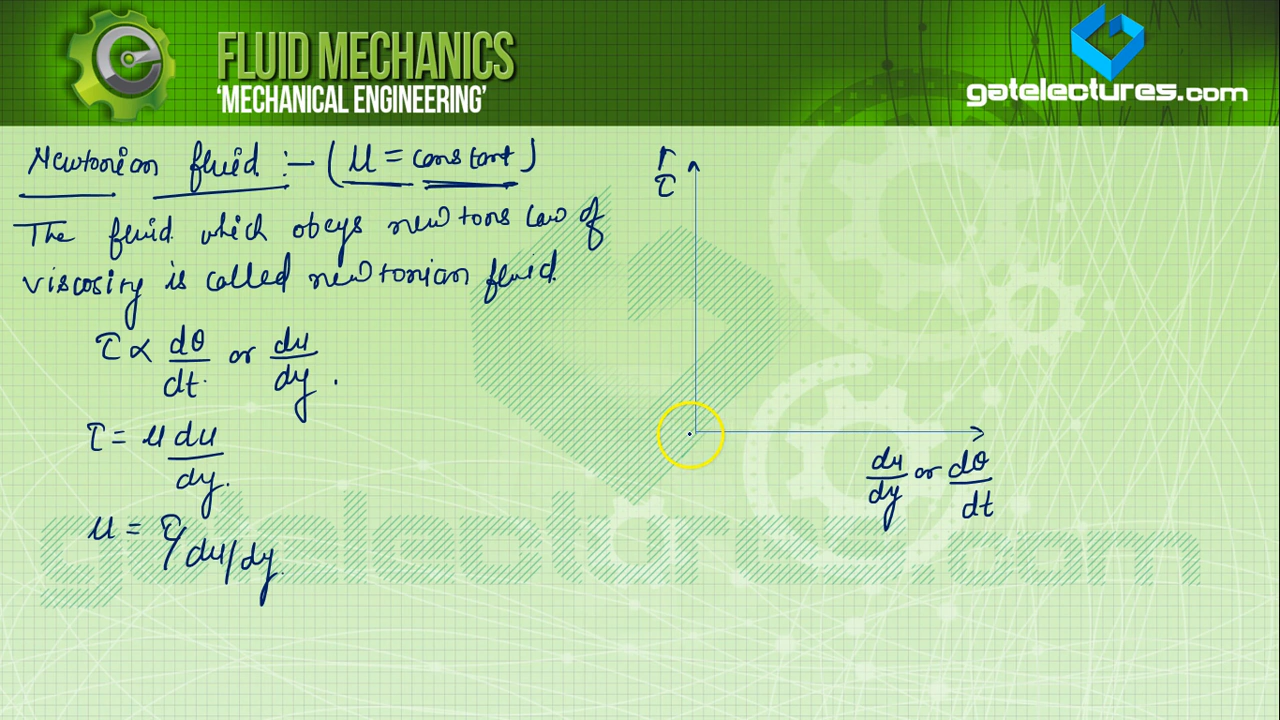 FLUID MECHANICS
'MECHANICAL ENGINEERING'
gatelectures.com
Newtonian fluid :- (μ = constant)
The fluid which obeys newtons law of
viscosity is called newtonian fluid.
τ ∝ dθ/dt or du/dy.
τ = μ du/dy.
μ = τ/du/dy.
τ
du/dy or dθ/dt
gatelectures.com